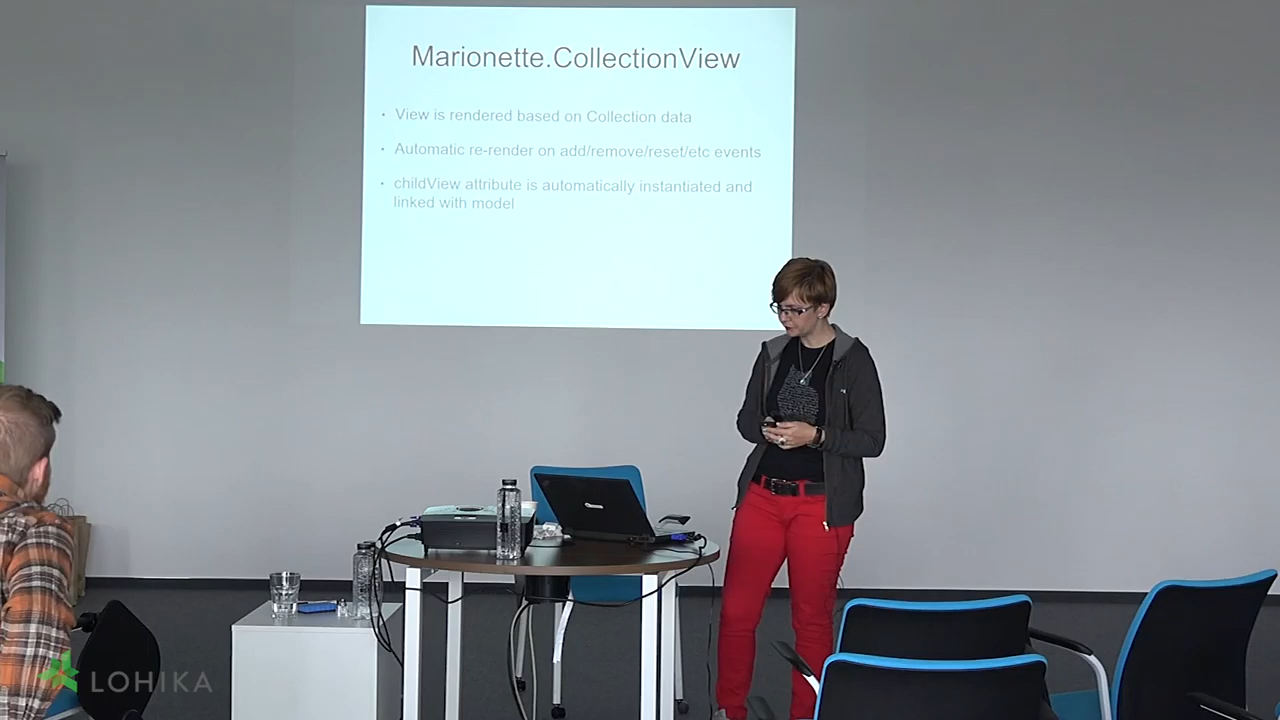 Marionette.CollectionView
• View is rendered based on Collection data
• Automatic re-render on add/remove/reset/etc events
• childView attribute is automatically instantiated and
linked with model
LOHIKA